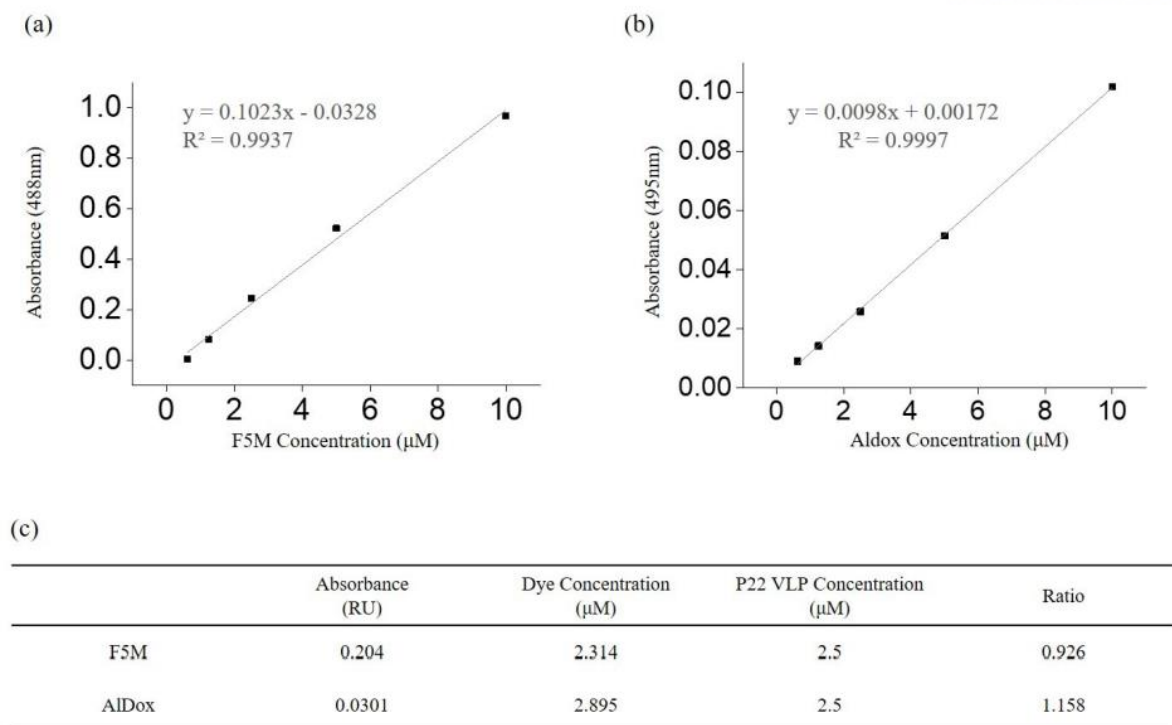 (a)
y = 0.1023x - 0.0328
R² = 0.9937
Absorbance (488nm)
1.0
0.8
0.6
0.4
0.2
0.0
0 2 4 6 8 10
F5M Concentration (μM)
(b)
y = 0.0098x + 0.00172
R² = 0.9997
Absorbance (495nm)
0.10
0.08
0.06
0.04
0.02
0.00
0 2 4 6 8 10
Aldox Concentration (μM)
(c)
Absorbance (RU) Dye Concentration (μM) P22 VLP Concentration (μM) Ratio
F5M 0.204 2.314 2.5 0.926
AlDox 0.0301 2.895 2.5 1.158